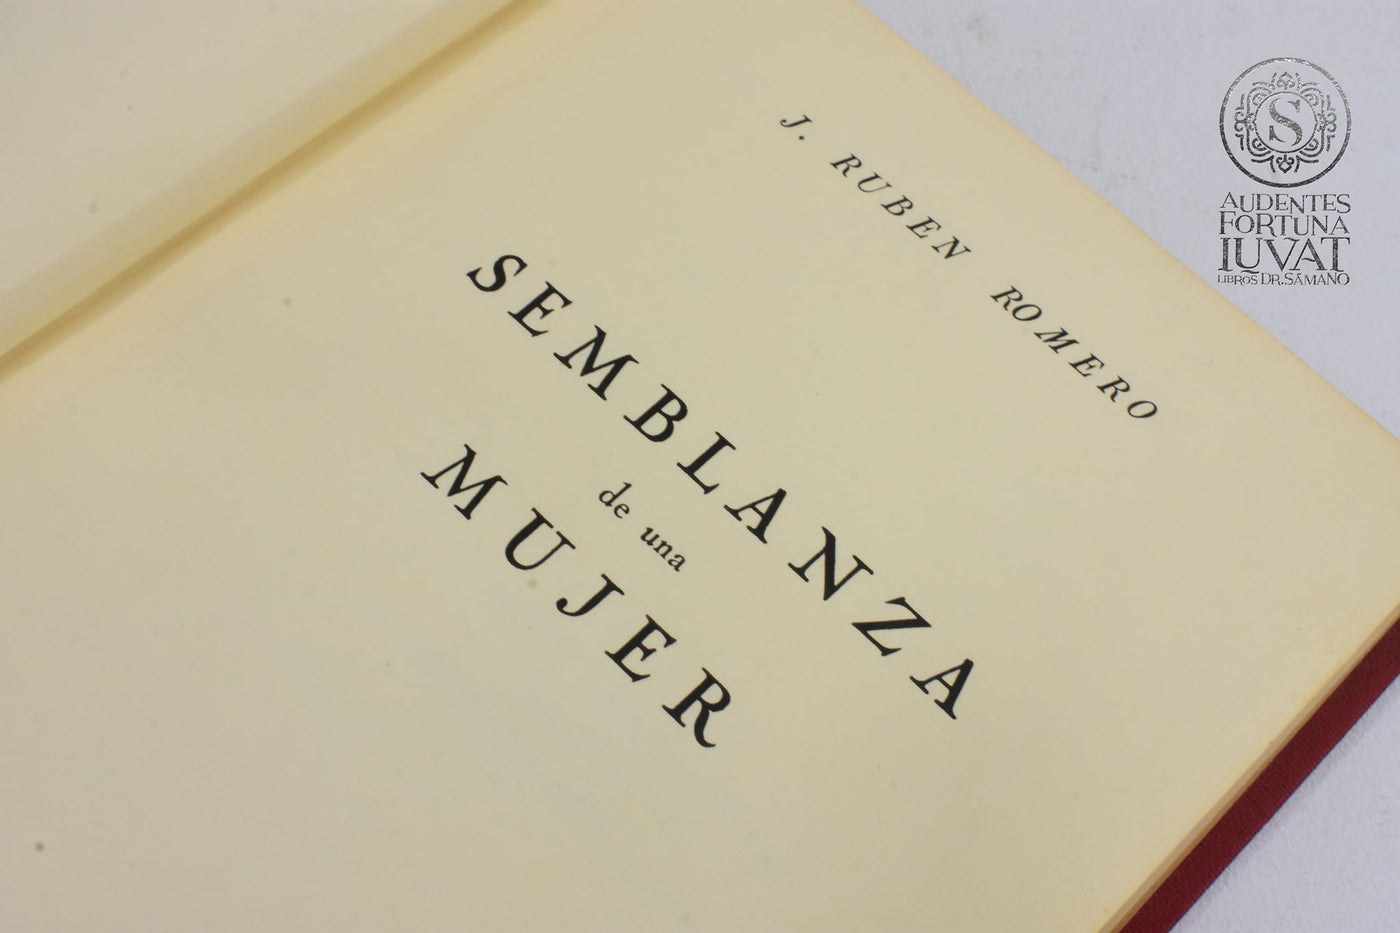 J. RUBEN ROMERO
SEMBLANZA
de una
MUJER
S
AUDENTES
FORTUNA
IUVAT
LIBROS DR. SÁMANO